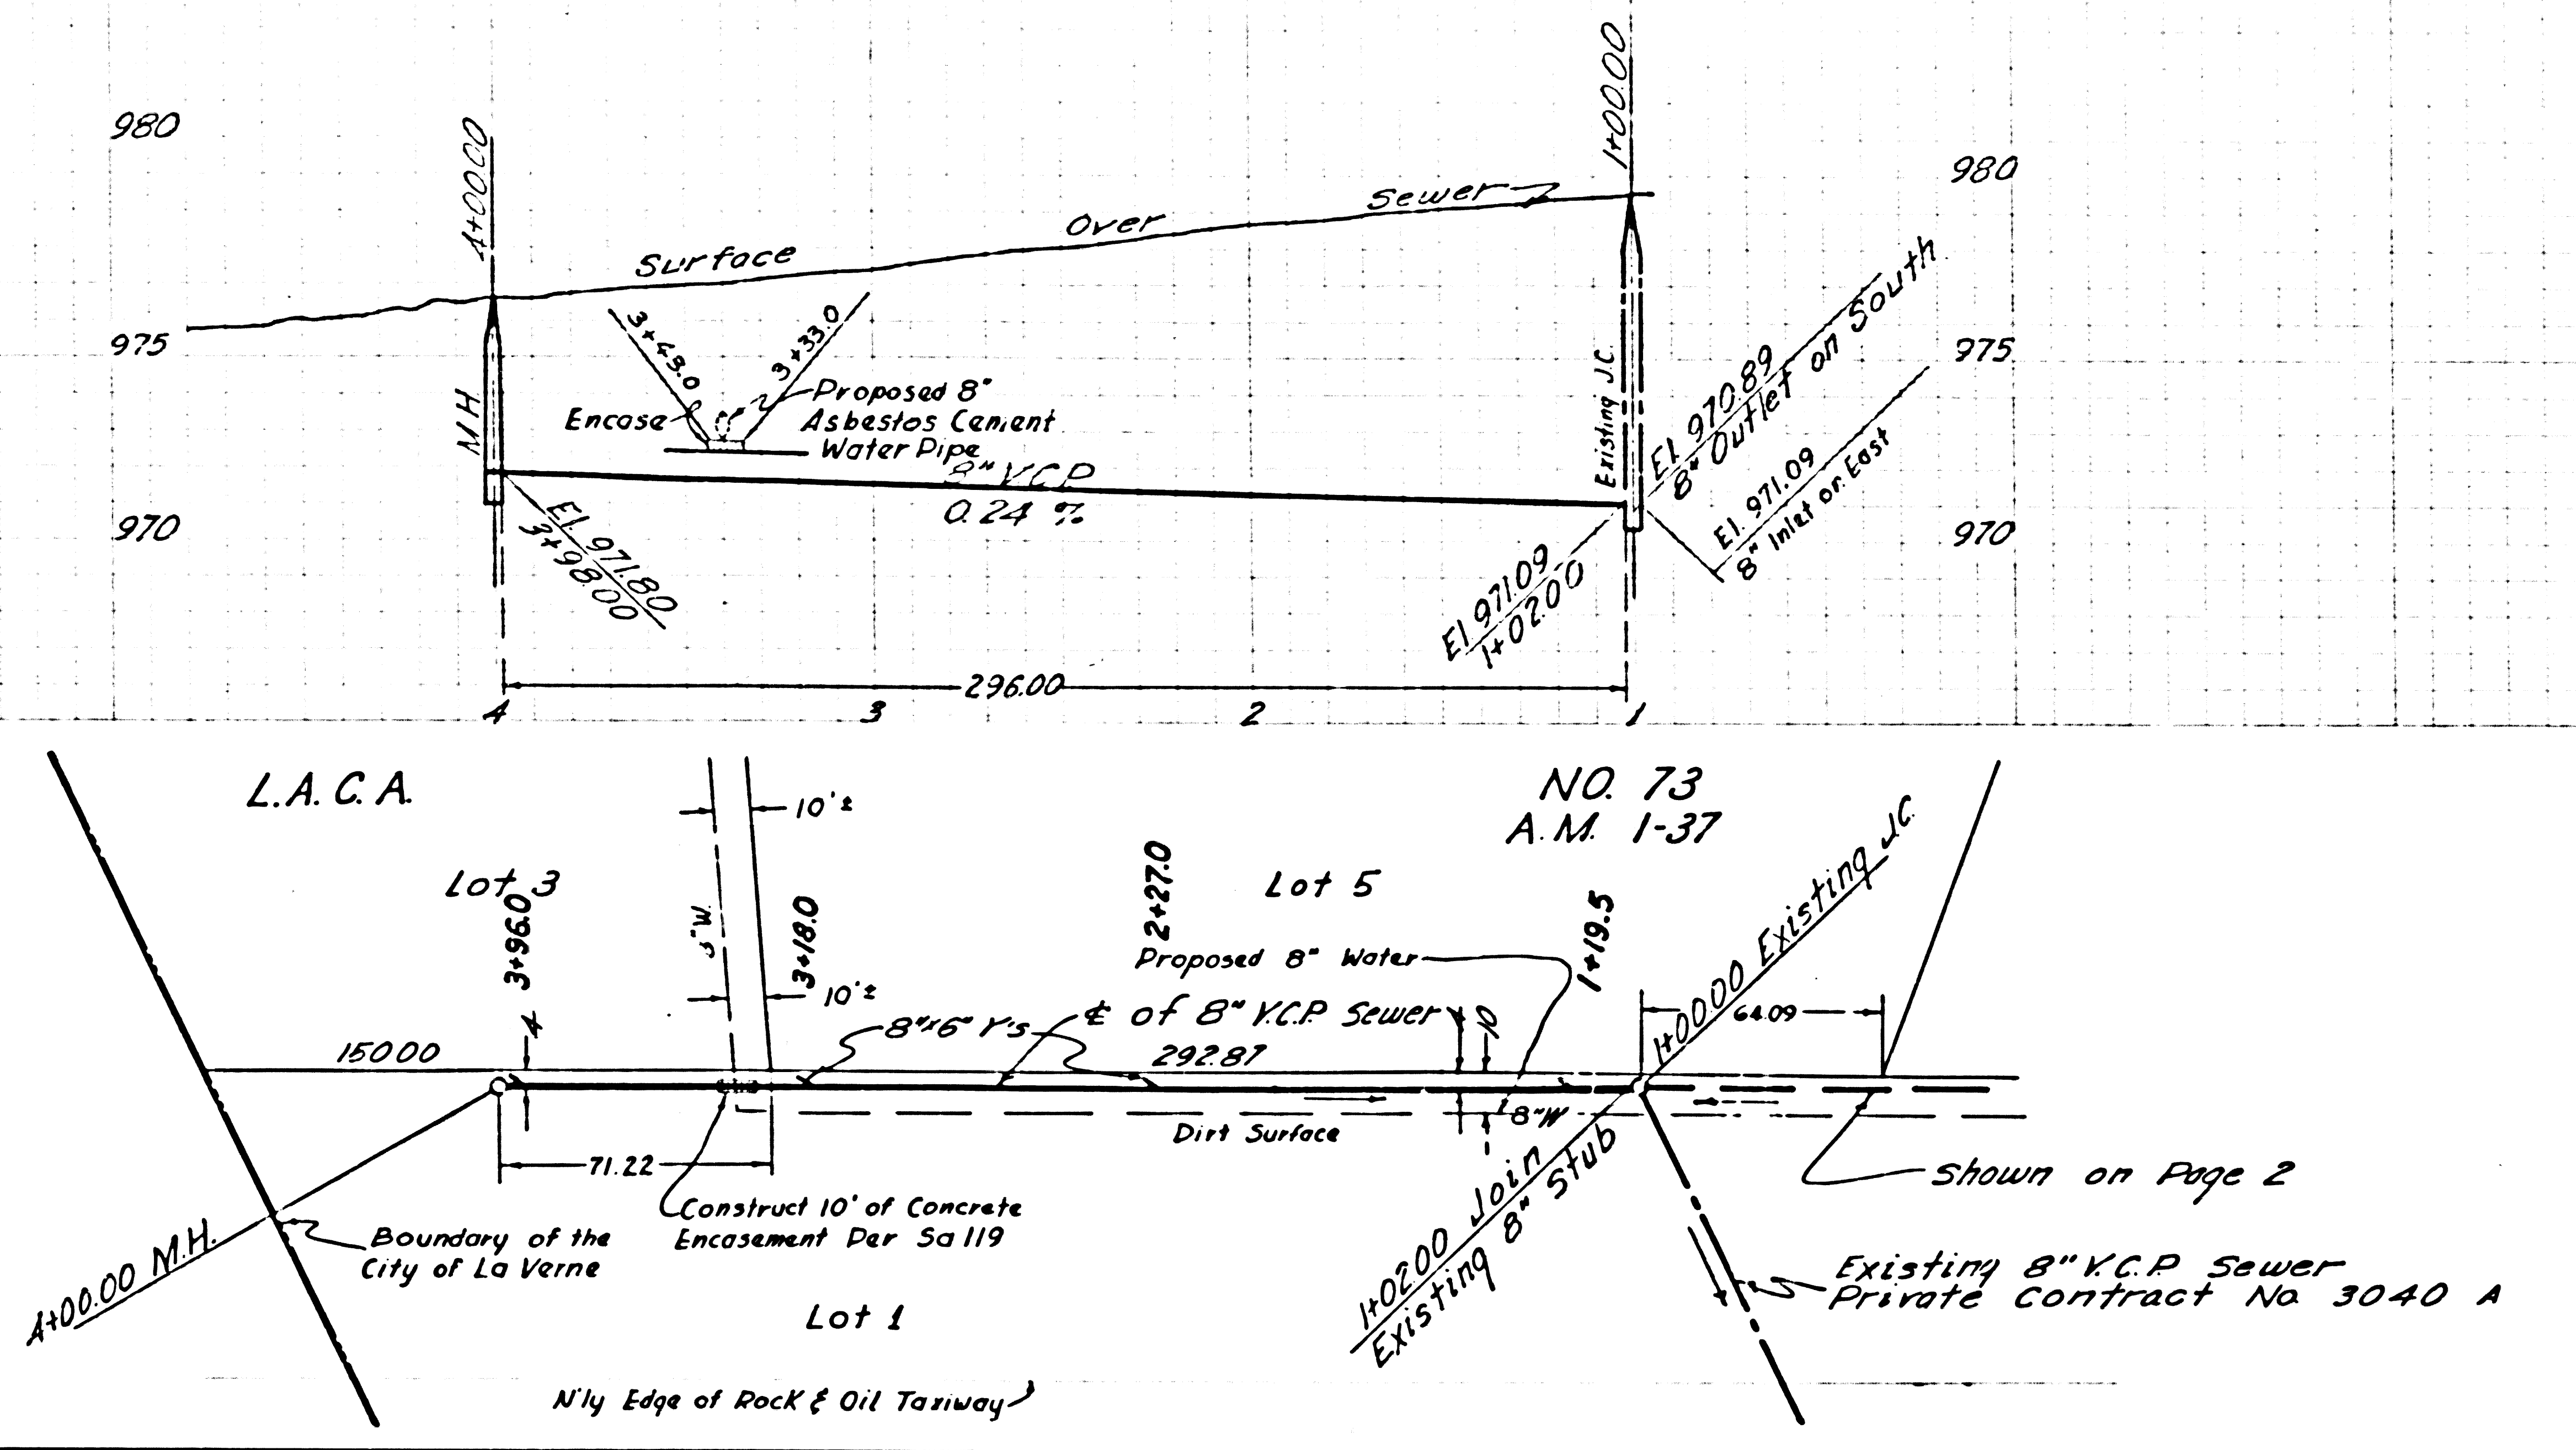 980
4+00.00
1+00.00
980
Surface Over Sewer
975
975
3+43.0
3+33.0
M H
Encase
Proposed 8"
Asbestos Cement
Water Pipe
8" V.C.P.
0.24 %
Existing J.C.
El. 970.89
8" Outlet on South
El. 971.09
8" Inlet on East
970
970
El. 971.80
3+98.00
El. 971.09
1+02.00
296.00
4
3
2
1
L.A.C.A.
NO. 73
A.M. 1-37
10'±
Lot 3
Lot 5
3+96.0
8" W.
3+18.0
2+27.0
1+19.5
1+00.00 Existing J.C.
Proposed 8" Water
10'±
4
8"x6" Y's
℄ of 8" V.C.P. Sewer
10
64.09
150.00
292.87
8" W
Dirt Surface
71.22
Shown on Page 2
Construct 10' of Concrete
Encasement Per Sa 119
1+02.00 Join
Existing 8" Stub
4+00.00 M.H.
Boundary of the
City of La Verne
Existing 8" V.C.P. Sewer
Private Contract No. 3040 A
Lot 1
N'ly Edge of Rock & Oil Taxiway